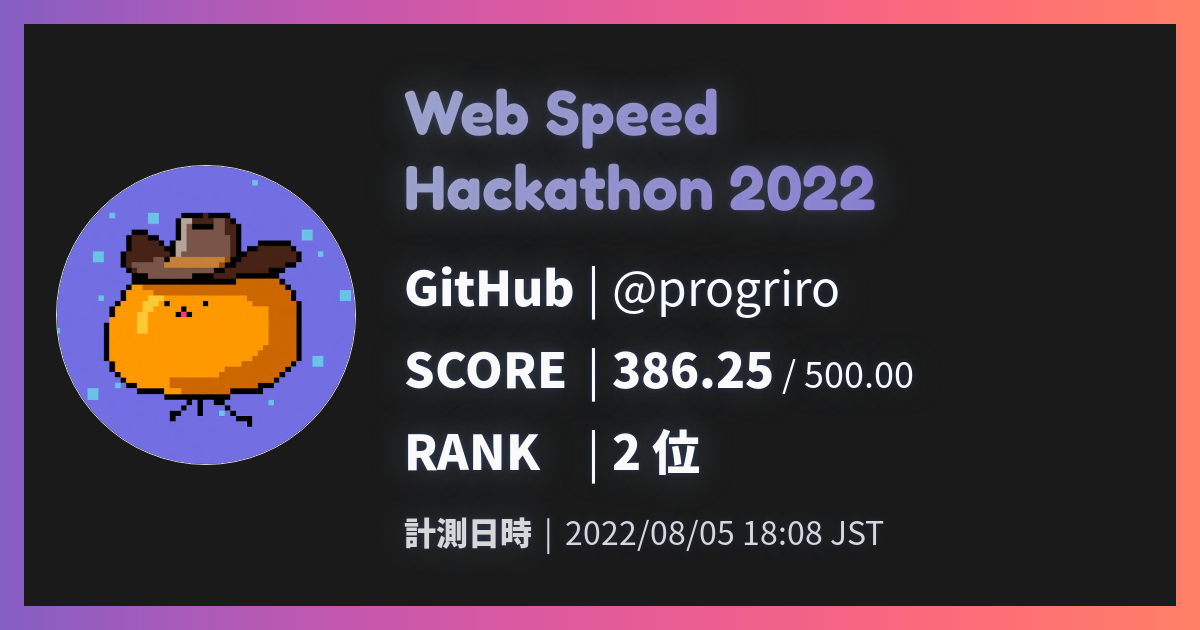 Web Speed
Hackathon 2022
GitHub | @progriro
SCORE | 386.25 / 500.00
RANK | 2 位
計測日時 | 2022/08/05 18:08 JST